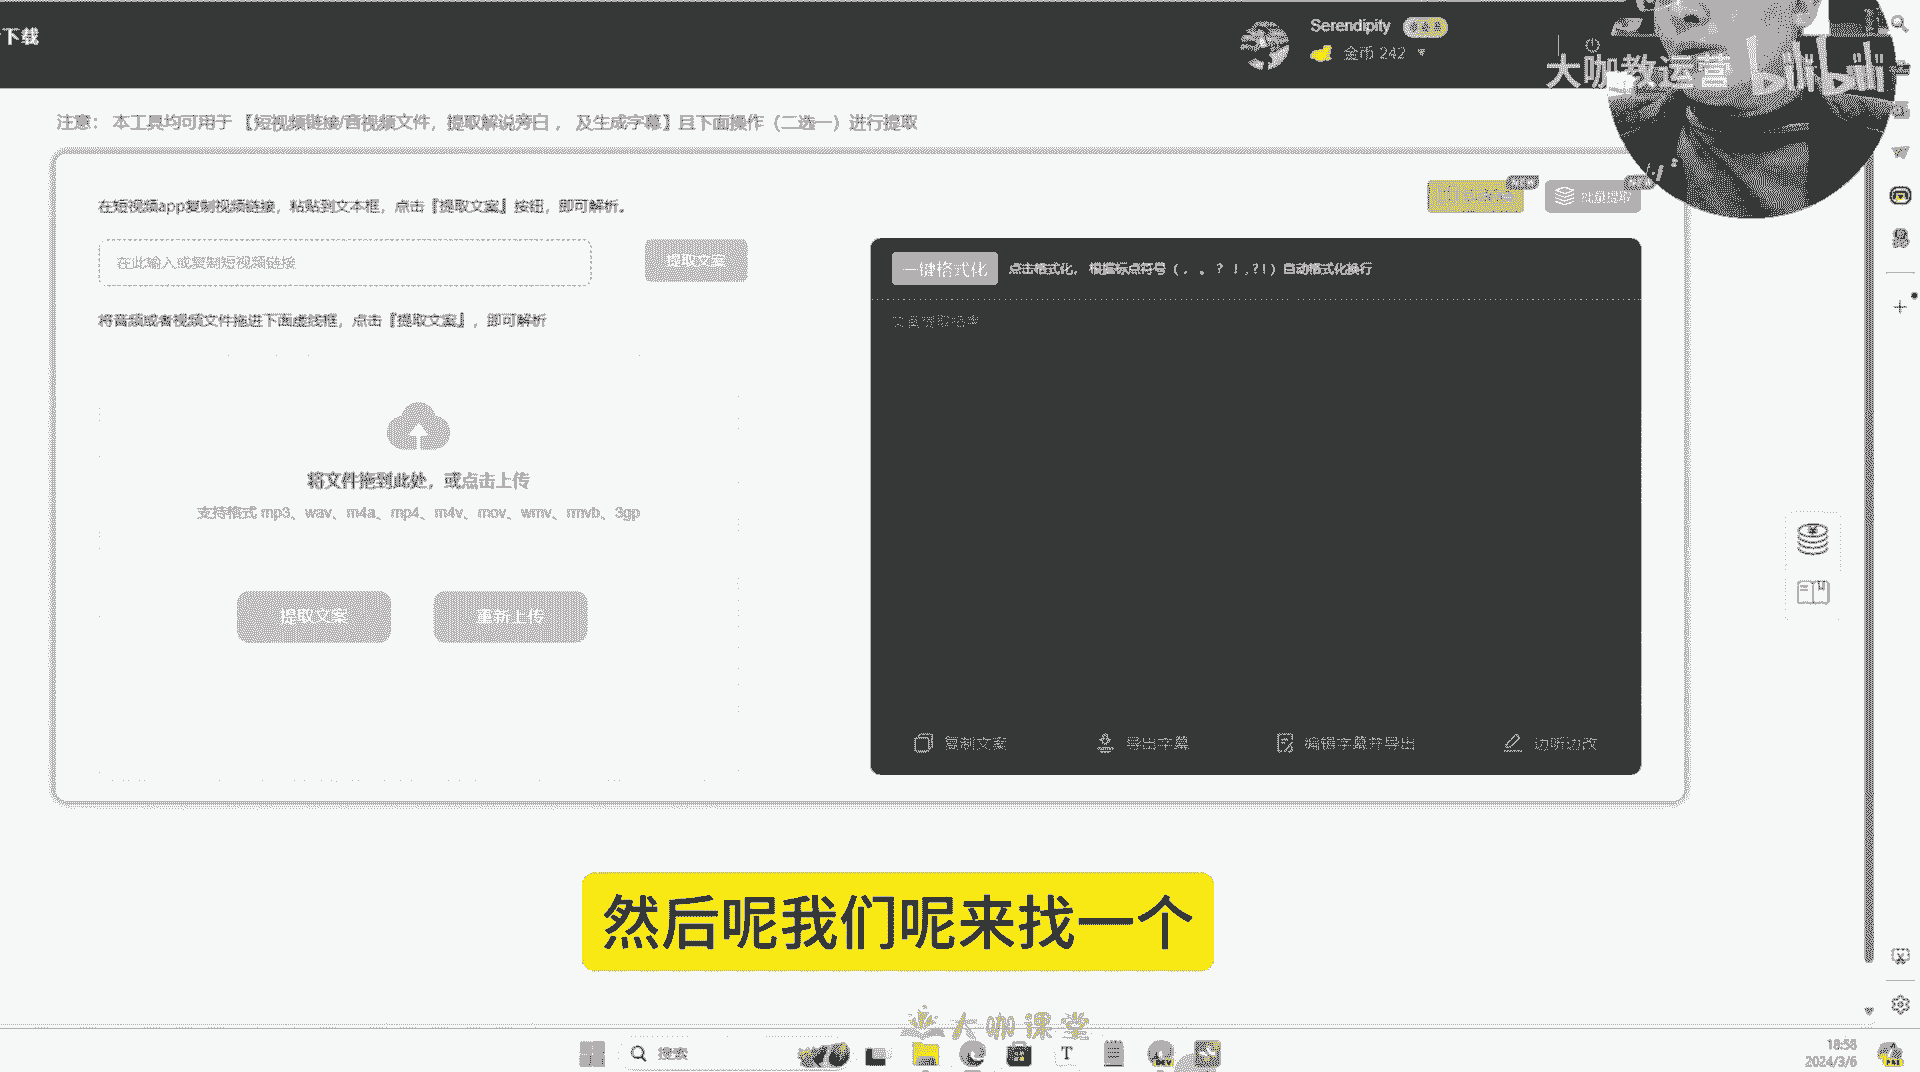 下载
Serendipity
金币 242
大咖教运营 bilibili
注意： 本工具均可用于 【短视频链接/音视频文件，提取解说旁白 ， 及生成字幕】且下面操作（二选一）进行提取
在短视频app复制视频链接，粘贴到文本框，点击『提取文案』按钮，即可解析。
批量提取
在此输入或复制短视频链接
提取文案
一键格式化
点击格式化， 根据标点符号（ , 。 ？ ！,?!）自动格式化换行
将音频或者视频文件拖进下面虚线框，点击『提取文案』，即可解析
文案提取结果
将文件拖到此处，或点击上传
支持格式 mp3、wav、m4a、mp4、m4v、mov、wmv、rmvb、3gp
提取文案
重新上传
复制文案
导出字幕
编辑字幕并导出
边听边改
然后呢我们呢来找一个
大咖课堂
搜索
18:58
2024/3/6